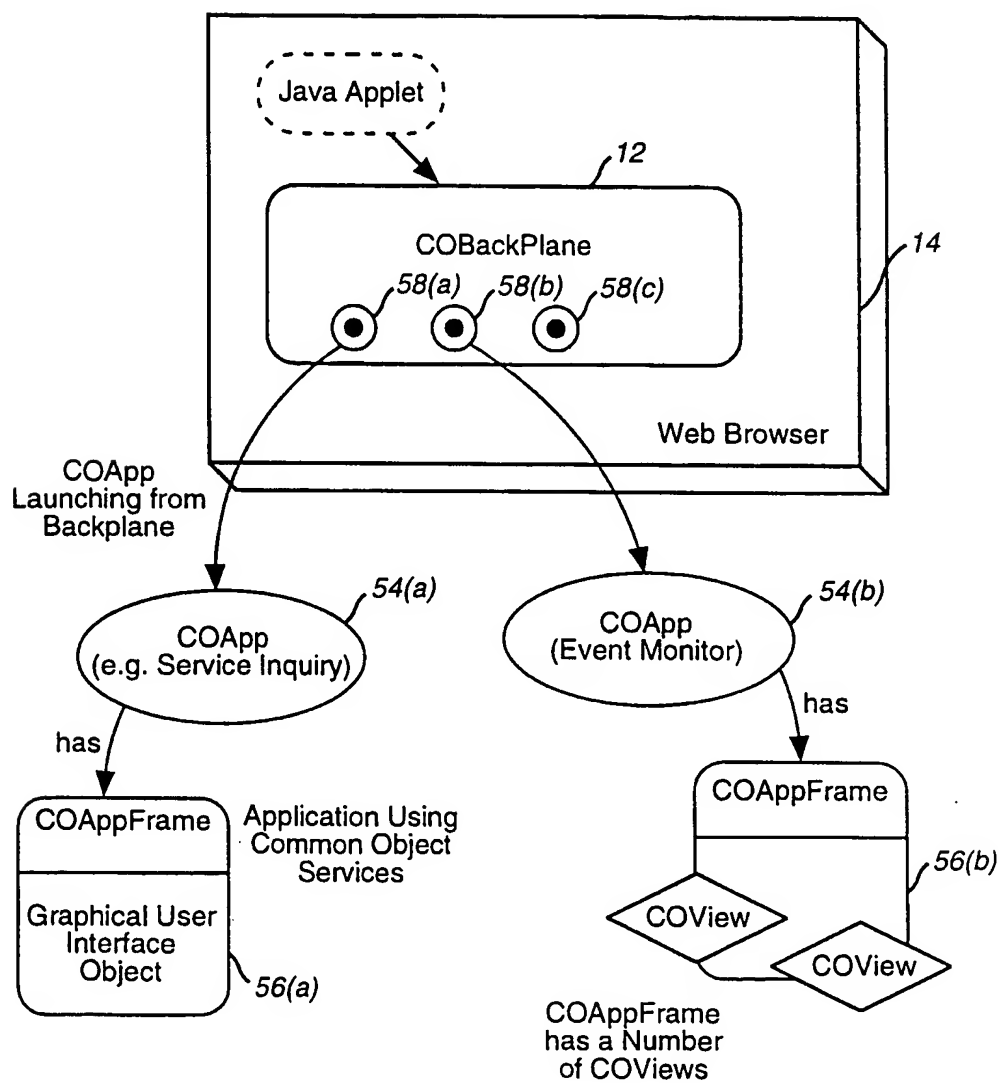 Java Applet
12
COBackPlane
14
58(a)
58(b)
58(c)
Web Browser
COApp
Launching from
Backplane
54(a)
COApp
(e.g. Service Inquiry)
54(b)
COApp
(Event Monitor)
has
has
COAppFrame
Graphical User
Interface
Object
56(a)
Application Using
Common Object
Services
COAppFrame
56(b)
COView
COView
COAppFrame
has a Number
of COViews